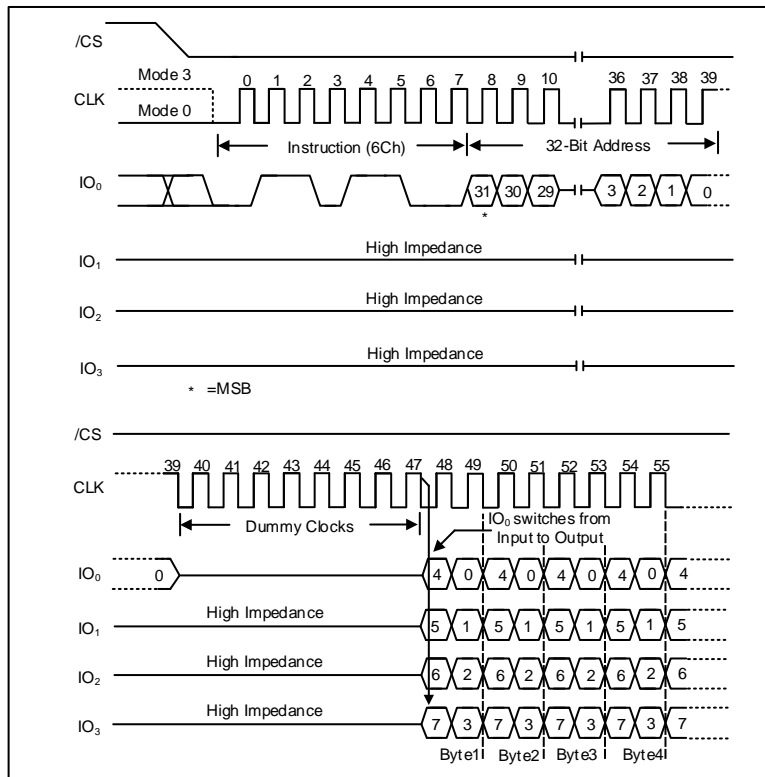 /CS
Mode 3
0 1 2 3 4 5 6 7 8 9 10 36 37 38 39
CLK
Mode 0
Instruction (6Ch) 32-Bit Address
IO0 31 30 29 3 2 1 0
*
High Impedance
IO1
High Impedance
IO2
High Impedance
IO3
* =MSB
/CS
39 40 41 42 43 44 45 46 47 48 49 50 51 52 53 54 55
CLK
Dummy Clocks
IO0 switches from
Input to Output
IO0 0 4 0 4 0 4 0 4 0 4
High Impedance
IO1 5 1 5 1 5 1 5 1 5
High Impedance
IO2 6 2 6 2 6 2 6 2 6
High Impedance
IO3 7 3 7 3 7 3 7 3 7
Byte1 Byte2 Byte3 Byte4